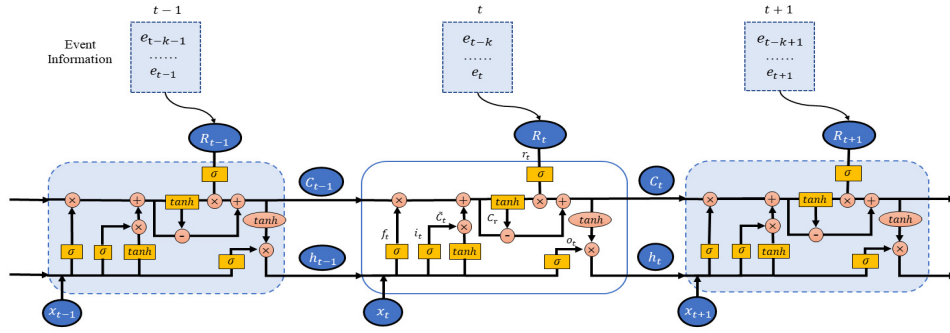 t − 1
t
t + 1
Event
Information
e_{t−k−1}
......
e_{t−1}
e_{t−k}
......
e_t
e_{t−k+1}
......
e_{t+1}
R_{t−1}
R_t
R_{t+1}
r_t
σ
σ
σ
C_{t−1}
C_t
× + tanh × +
× + tanh × +
× + tanh × +
tanh
tanh
tanh
C̃_t
C_r
×
-
×
×
-
×
×
-
×
f_t
i_t
o_t
σ σ tanh σ
σ σ tanh σ
σ σ tanh σ
h_{t−1}
h_t
x_{t−1}
x_t
x_{t+1}